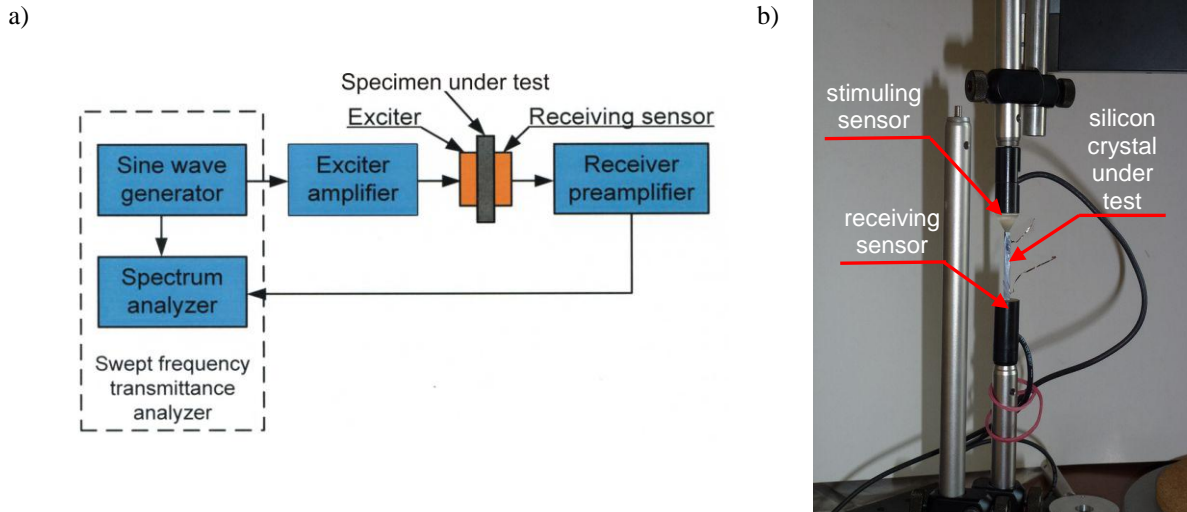 a)
b)
Specimen under test
Exciter
Receiving sensor
Sine wave
generator
Exciter
amplifier
Receiver
preamplifier
Spectrum
analyzer
Swept frequency
transmittance
analyzer
stimuling
sensor
silicon
crystal
under
test
receiving
sensor